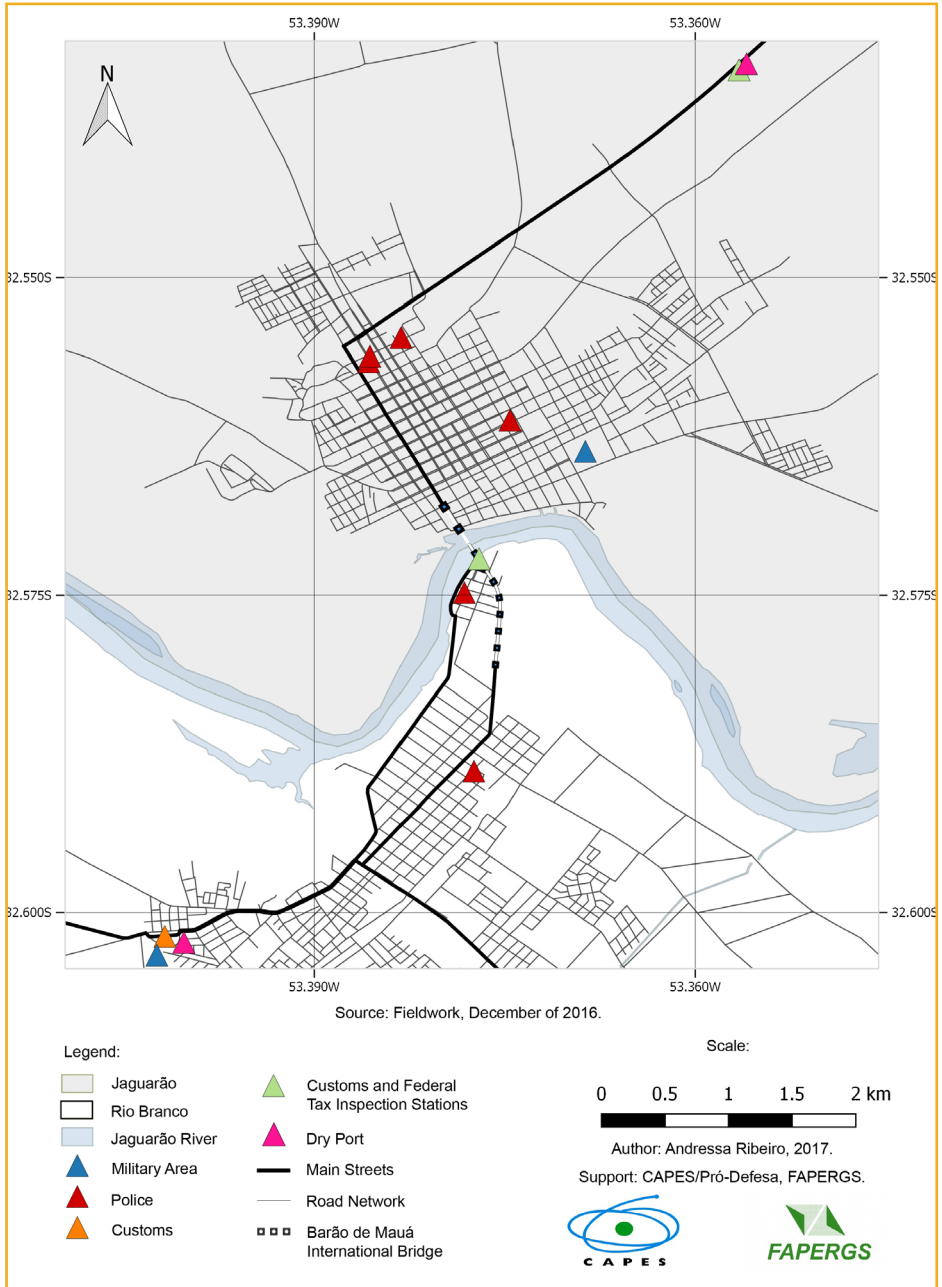 53.390W
53.360W
N
32.550S
32.550S
32.575S
32.575S
32.600S
32.600S
53.390W
53.360W
Source: Fieldwork, December of 2016.
Legend:
Jaguarão
Rio Branco
Jaguarão River
Military Area
Police
Customs
Customs and Federal
Tax Inspection Stations
Dry Port
Main Streets
Road Network
Barão de Mauá
International Bridge
Scale:
0 0.5 1 1.5 2 km
Author: Andressa Ribeiro, 2017.
Support: CAPES/Pró-Defesa, FAPERGS.
CAPES
FAPERGS